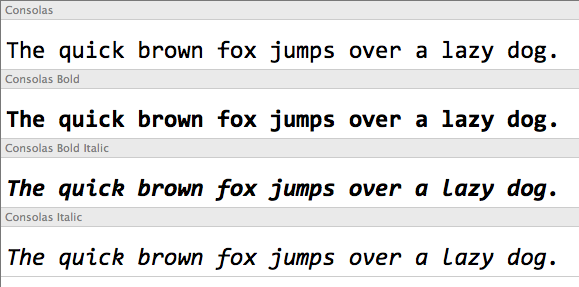 Consolas
The quick brown fox jumps over a lazy dog.
Consolas Bold
The quick brown fox jumps over a lazy dog.
Consolas Bold Italic
The quick brown fox jumps over a lazy dog.
Consolas Italic
The quick brown fox jumps over a lazy dog.